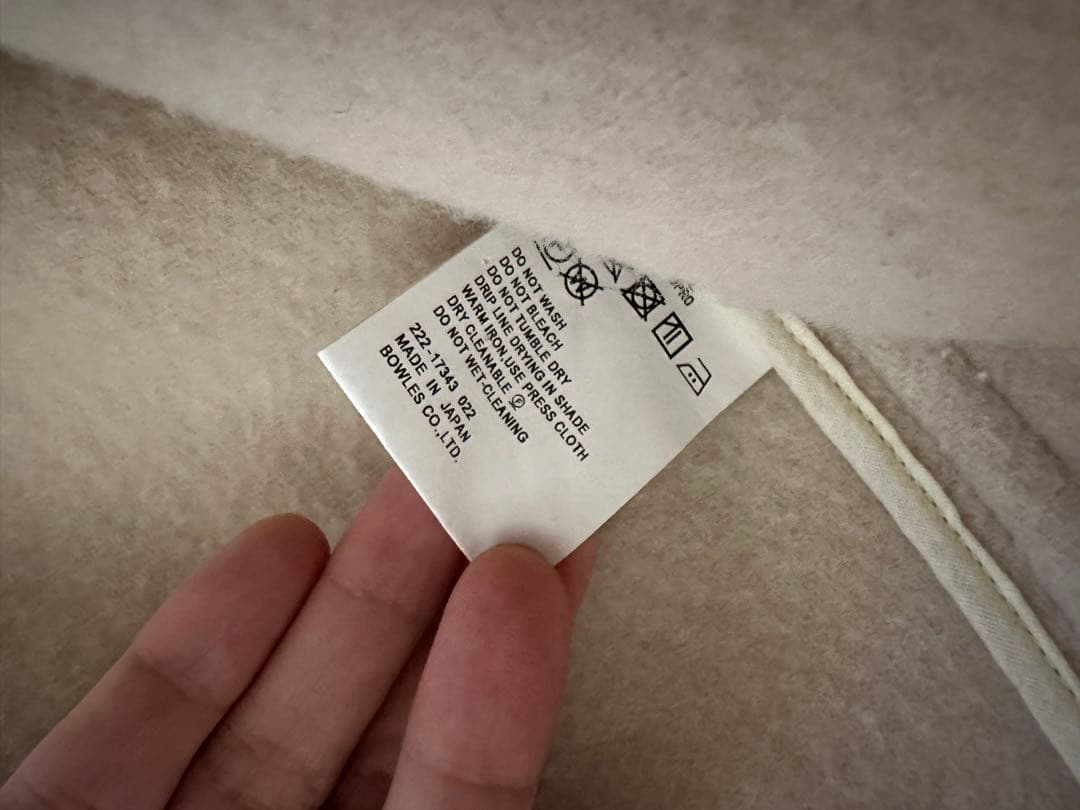 DO NOT WASH
DO NOT BLEACH
DO NOT TUMBLE DRY
DRIP LINE DRYING IN SHADE
WARM IRON,USE PRESS CLOTH
DRY CLEANABLE Ⓕ
DO NOT WET-CLEANING
222-17343 022
MADE IN JAPAN
BOWLES CO.,LTD.